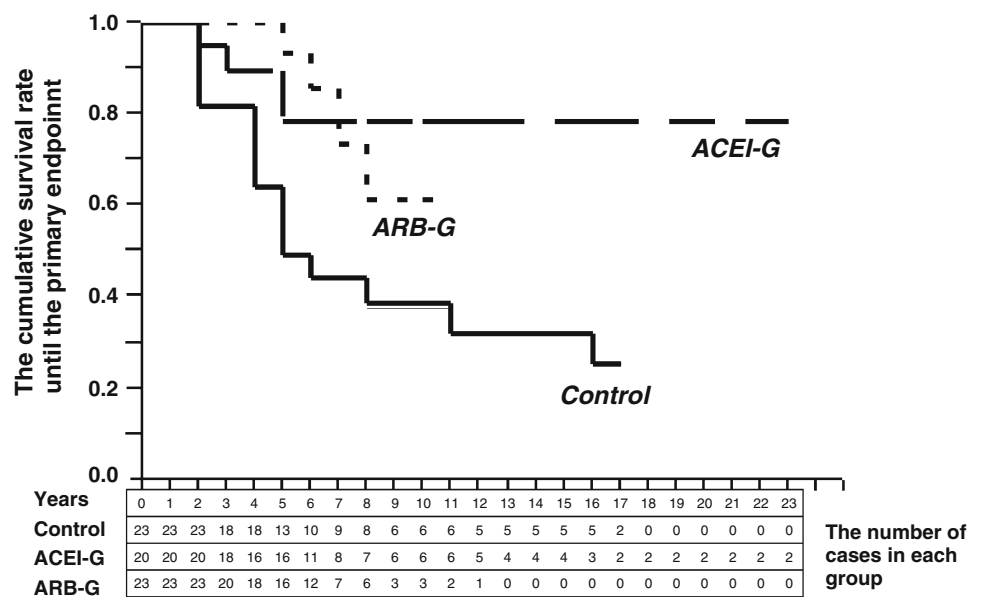 The cumulative survival rate
until the primary endpoinnt
1.0
0.8
0.6
0.4
0.2
0.0
ACEI-G
ARB-G
Control
Years 0 1 2 3 4 5 6 7 8 9 10 11 12 13 14 15 16 17 18 19 20 21 22 23
Control 23 23 23 18 18 13 10 9 8 6 6 6 5 5 5 5 5 2 0 0 0 0 0 0
ACEI-G 20 20 20 18 16 16 11 8 7 6 6 6 5 4 4 4 3 2 2 2 2 2 2 2
ARB-G 23 23 23 20 18 16 12 7 6 3 3 2 1 0 0 0 0 0 0 0 0 0 0 0
The number of
cases in each
group